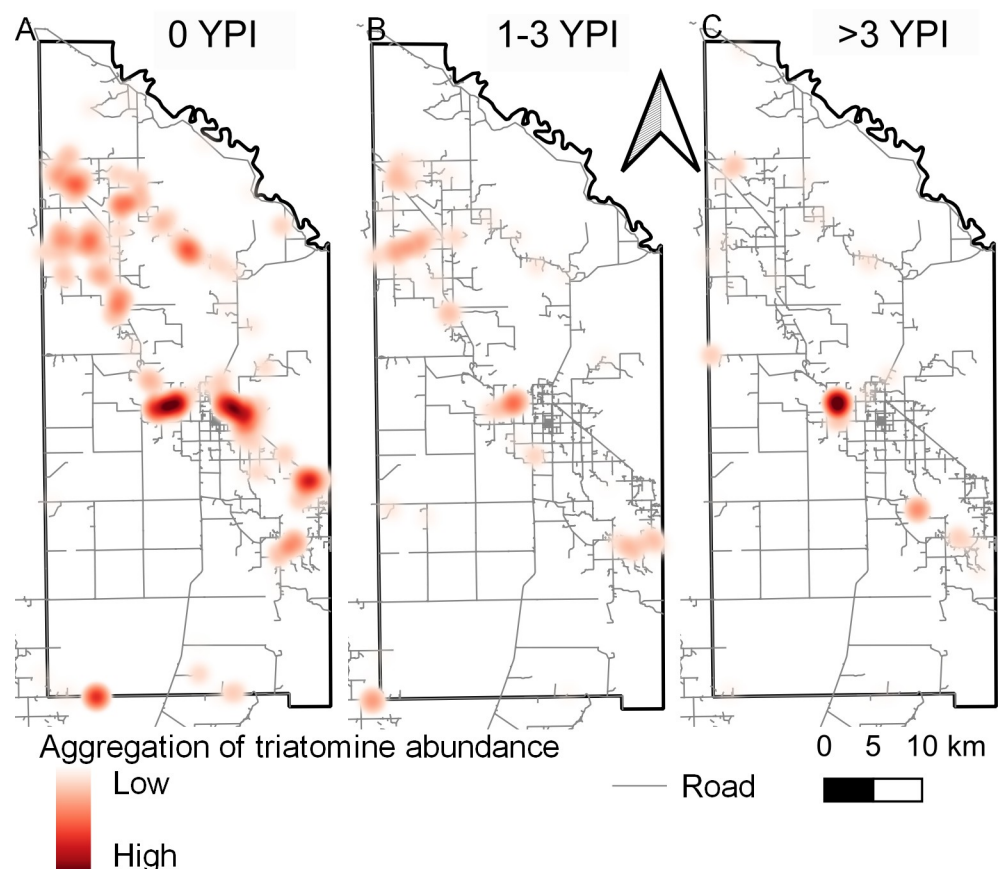 A 0 YPI
B 1-3 YPI
C >3 YPI
Aggregation of triatomine abundance
Low
High
Road
0 5 10 km